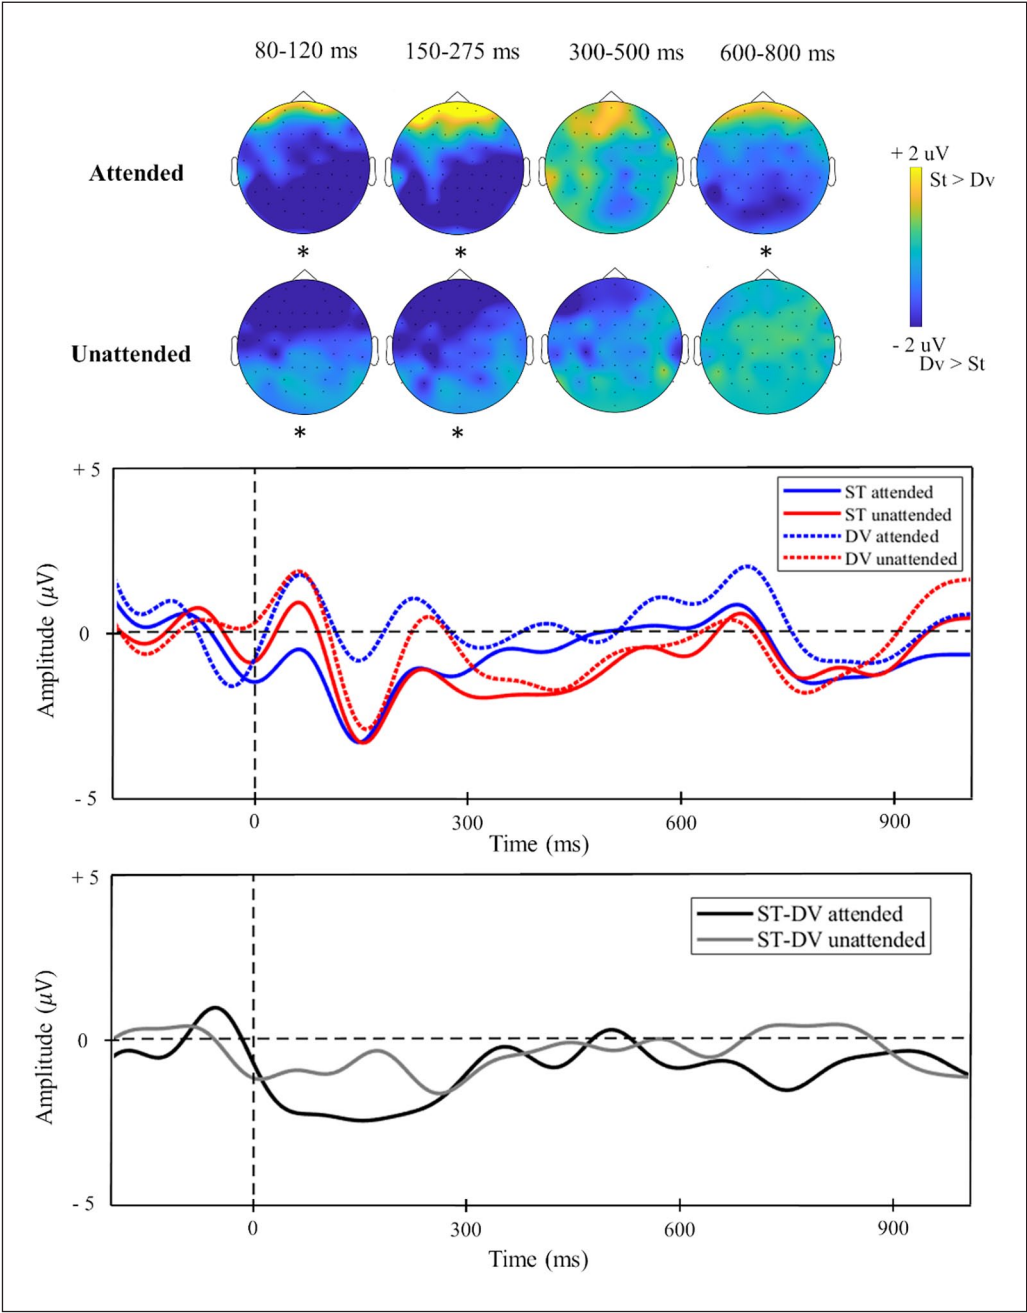 80-120 ms 150-275 ms 300-500 ms 600-800 ms
Attended
+ 2 uV
St > Dv
* * *
Unattended
- 2 uV
Dv > St
* *
+ 5
ST attended
ST unattended
DV attended
DV unattended
Amplitude (μV)
0
- 5
0 300 600 900
Time (ms)
+ 5
ST-DV attended
ST-DV unattended
Amplitude (μV)
0
- 5
0 300 600 900
Time (ms)